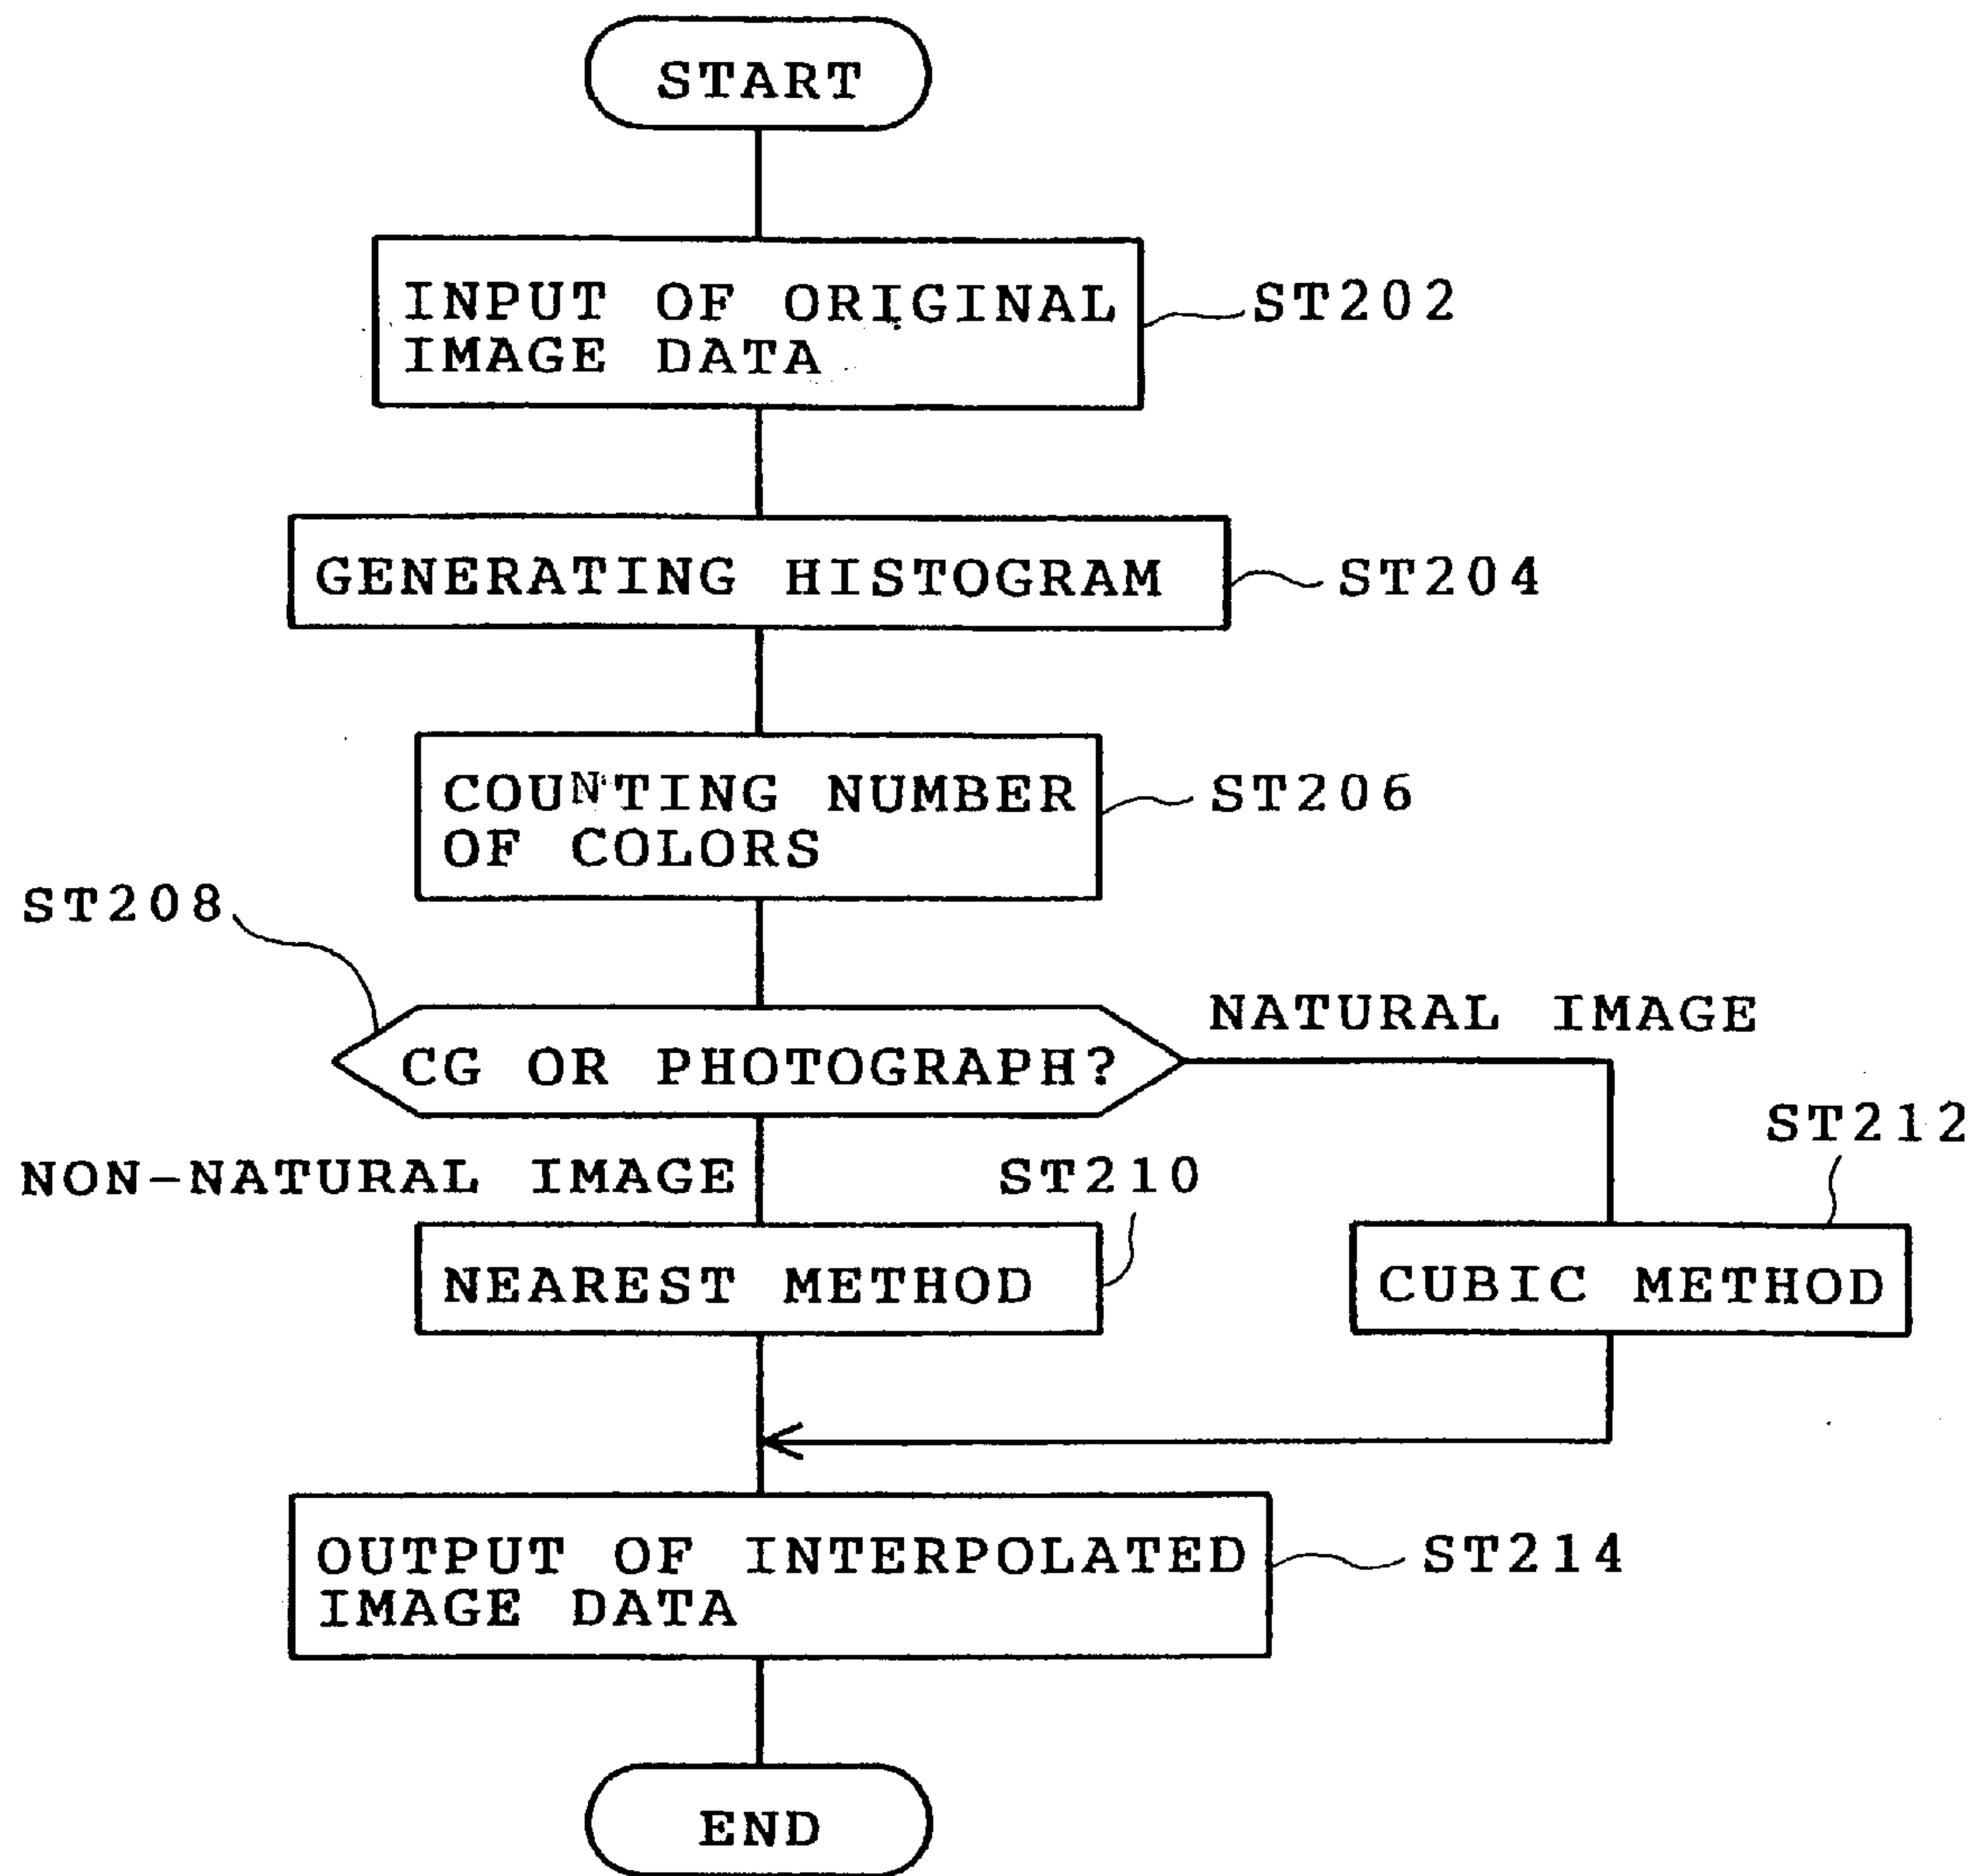 START
INPUT OF ORIGINAL
IMAGE DATA
ST202
GENERATING HISTOGRAM
ST204
COUNTING NUMBER
OF COLORS
ST206
ST208
CG OR PHOTOGRAPH?
NATURAL IMAGE
NON-NATURAL IMAGE
ST210
ST212
NEAREST METHOD
CUBIC METHOD
OUTPUT OF INTERPOLATED
IMAGE DATA
ST214
END